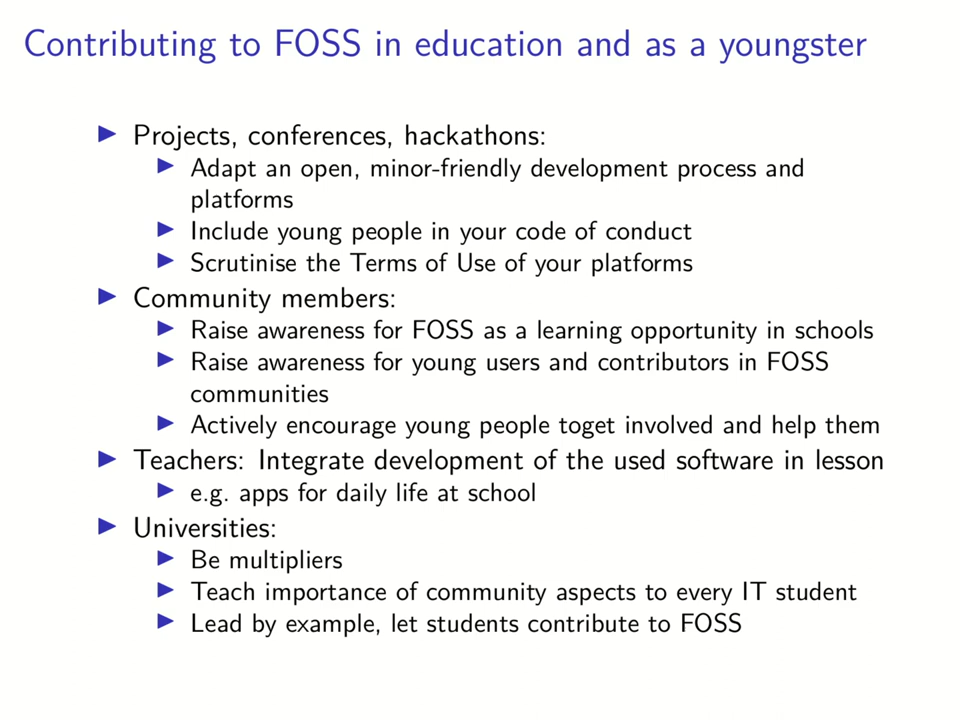 Contributing to FOSS in education and as a youngster
Projects, conferences, hackathons:
Adapt an open, minor-friendly development process and
platforms
Include young people in your code of conduct
Scrutinise the Terms of Use of your platforms
Community members:
Raise awareness for FOSS as a learning opportunity in schools
Raise awareness for young users and contributors in FOSS
communities
Actively encourage young people toget involved and help them
Teachers: Integrate development of the used software in lesson
e.g. apps for daily life at school
Universities:
Be multipliers
Teach importance of community aspects to every IT student
Lead by example, let students contribute to FOSS